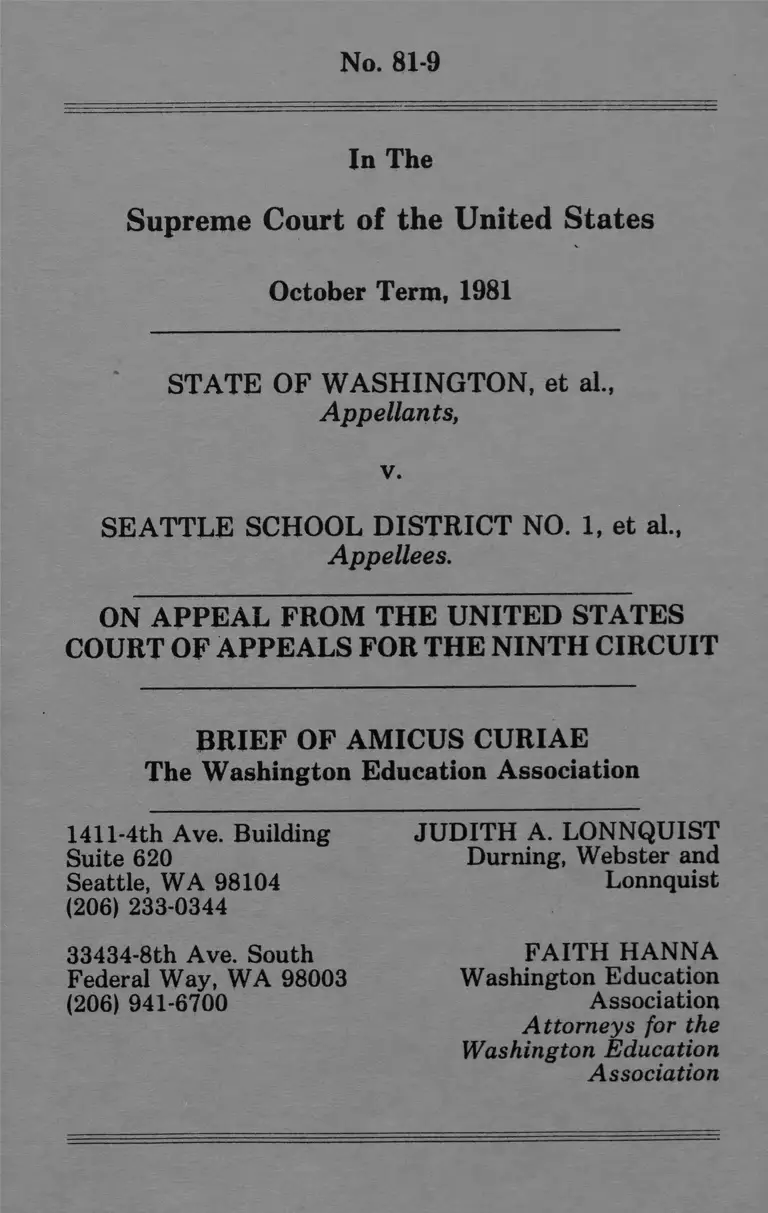 No. 81-9
In The
Supreme Court of the United States
October Term, 1981
STATE OF WASHINGTON, et al.,
Appellants,
v.
SEATTLE SCHOOL DISTRICT NO. 1, et al.,
Appellees.
ON APPEAL FROM THE UNITED STATES
COURT OF APPEALS FOR THE NINTH CIRCUIT
BRIEF OF AMICUS CURIAE
The Washington Education Association
1411-4th Ave. Building
Suite 620
Seattle, WA 98104
(206) 233-0344
JUDITH A. LONNQUIST
Durning, Webster and
Lonnquist
33434-8th Ave. South
Federal Way, WA 98003
(206) 941-6700
FAITH HANNA
Washington Education
Association
Attorneys for the
Washington Education
Association